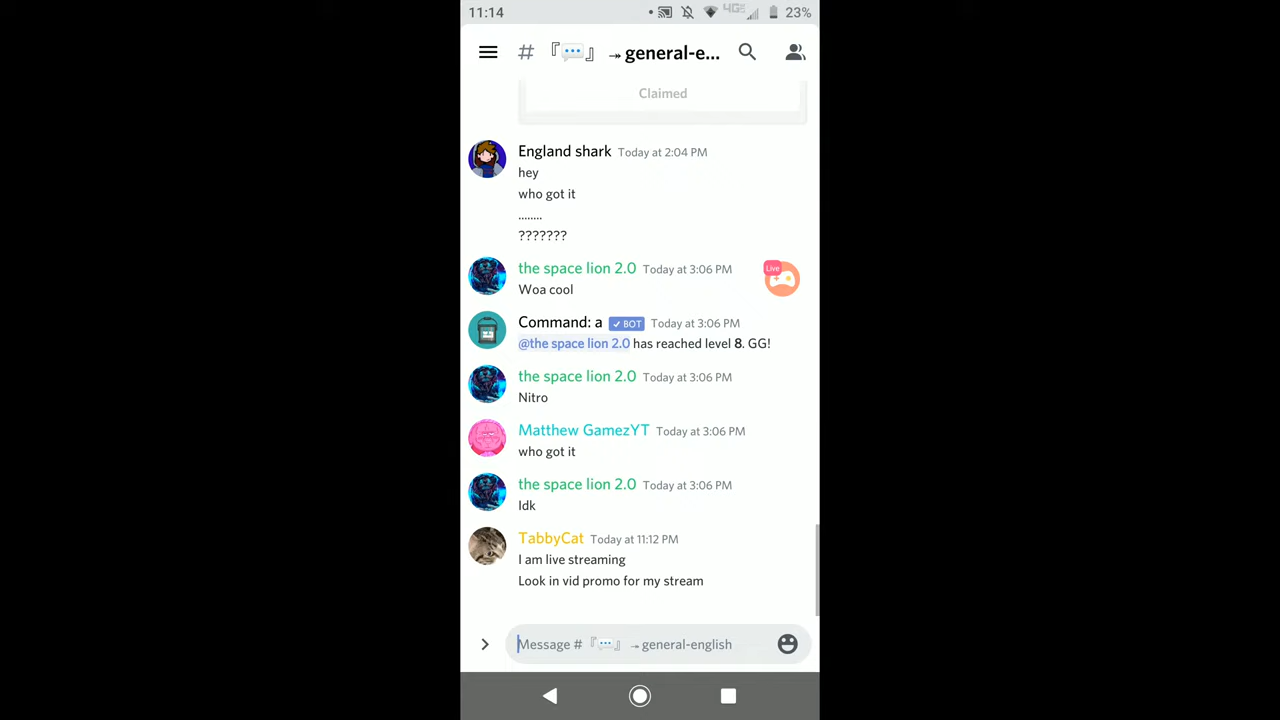 11:14
4GE
23%
# 『💬』 →general-e...
Claimed
England shark Today at 2:04 PM
hey
who got it
........
???????
the space lion 2.0 Today at 3:06 PM
Live
Woa cool
Command: a ✓ BOT Today at 3:06 PM
@the space lion 2.0 has reached level 8. GG!
the space lion 2.0 Today at 3:06 PM
Nitro
Matthew GamezYT Today at 3:06 PM
who got it
the space lion 2.0 Today at 3:06 PM
Idk
TabbyCat Today at 11:12 PM
I am live streaming
Look in vid promo for my stream
Message # 『💬』 →general-english